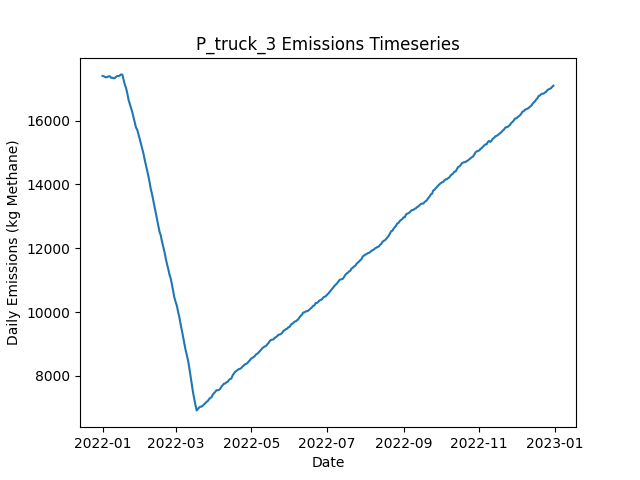 P_truck_3 Emissions Timeseries
Daily Emissions (kg Methane)
16000
14000
12000
10000
8000
2022-01 2022-03 2022-05 2022-07 2022-09 2022-11 2023-01
Date